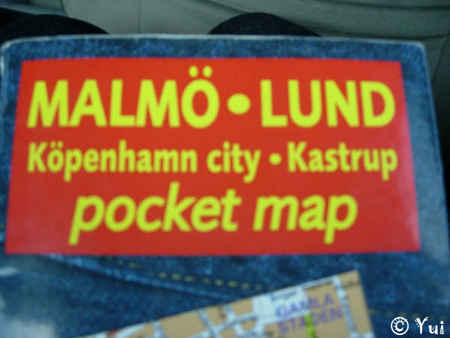 MALMÖ • LUND
Köpenhamn city • Kastrup
pocket map
GAMLA
STADEN
© Yui